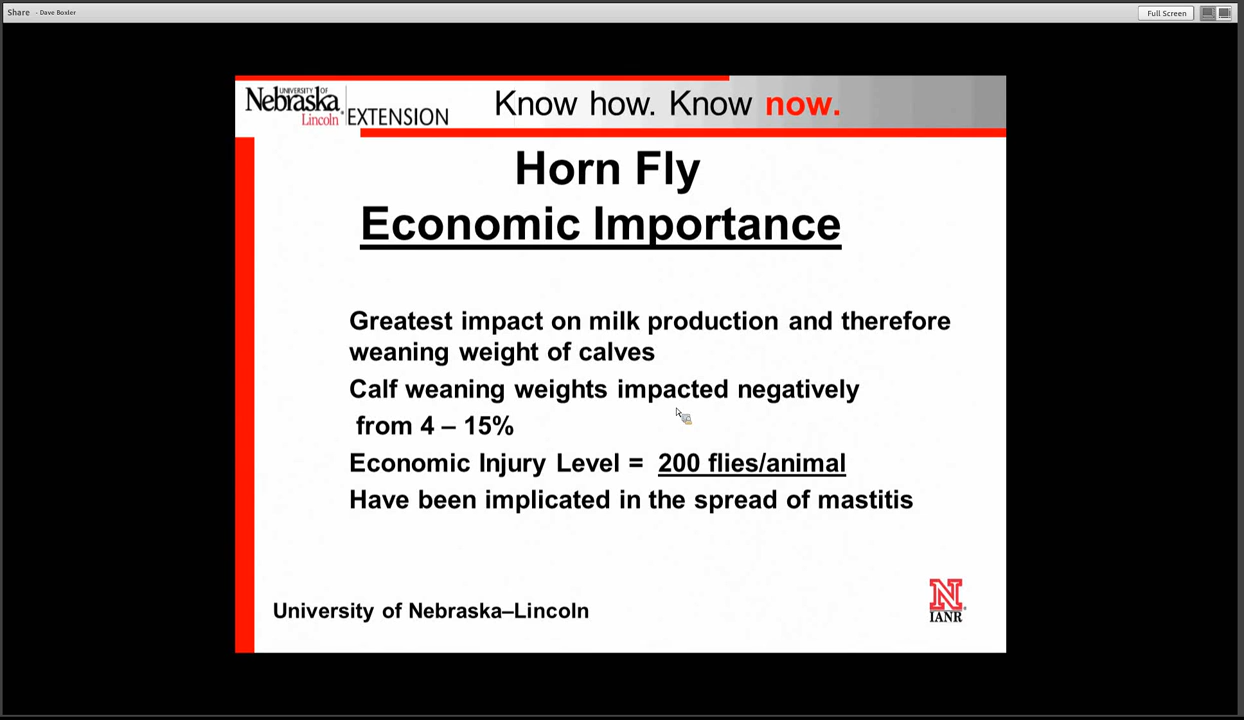 Share - Dave Boxler
Full Screen
UNIVERSITY OF
Nebraska
Lincoln
EXTENSION
Know how. Know now.
Horn Fly
Economic Importance
Greatest impact on milk production and therefore
weaning weight of calves
Calf weaning weights impacted negatively
from 4 – 15%
Economic Injury Level = 200 flies/animal
Have been implicated in the spread of mastitis
University of Nebraska–Lincoln
N
IANR